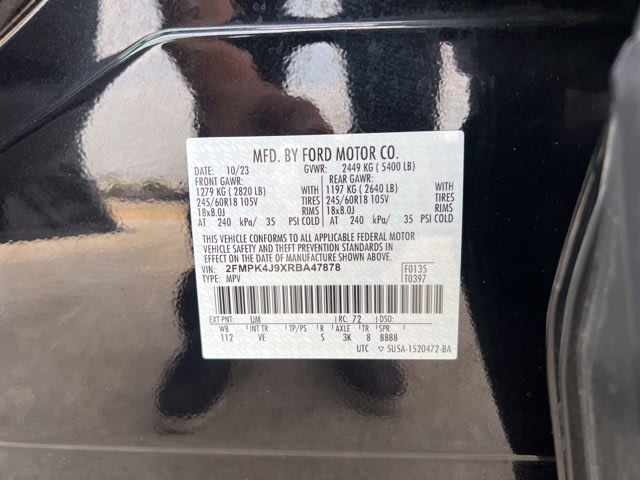 MFD. BY FORD MOTOR CO.
DATE: 10/23 GVWR: 2449 KG ( 5400 LB)
FRONT GAWR: REAR GAWR:
1279 KG ( 2820 LB) WITH 1197 KG ( 2640 LB) WITH
245/60R18 105V TIRES 245/60R18 105V TIRES
18x8.0J RIMS 18x8.0J RIMS
AT 240 kPa/ 35 PSI COLD AT 240 kPa/ 35 PSI COLD
THIS VEHICLE CONFORMS TO ALL APPLICABLE FEDERAL MOTOR
VEHICLE SAFETY AND THEFT PREVENTION STANDARDS IN
EFFECT ON THE DATE OF MANUFACTURE SHOWN ABOVE.
VIN: 2FMPK4J9XRBA47878 F0135
TYPE: MPV T0397
EXT PNT: UM RC: 72 DSO:
WB INT TR TP/PS R AXLE TR SPR
112 VE S 3K 8 BBBB
UTC ▽ 5U5A-1520472-BA